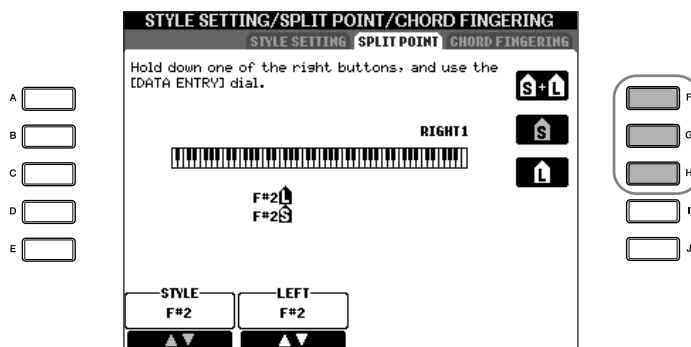 STYLE SETTING/SPLIT POINT/CHORD FINGERING
STYLE SETTING SPLIT POINT CHORD FINGERING
Hold down one of the right buttons, and use the
[DATA ENTRY] dial.
S+L
S
L
RIGHT1
F#2L
F#2S
STYLE LEFT
F#2 F#2
A
B
C
D
E
F
G
H
I
J